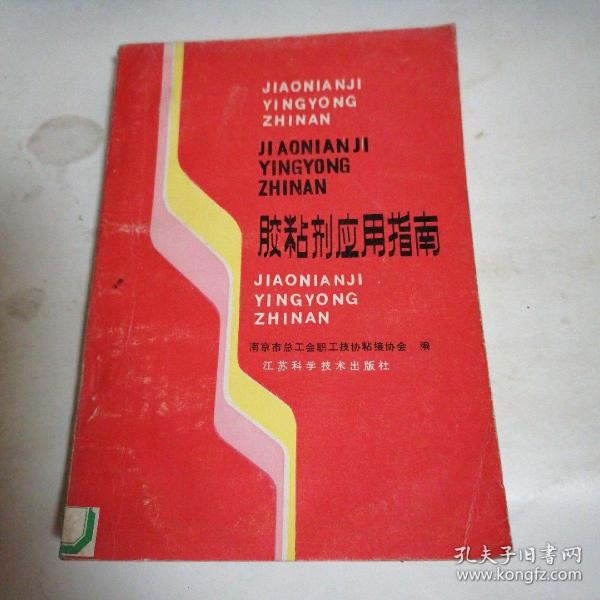 JIAONIANJI
YINGYONG
ZHINAN
JIAONIANJI
YINGYONG
ZHINAN
胶粘剂应用指南
JIAONIANJI
YINGYONG
ZHINAN
南京市总工会职工技协粘接协会 编
江苏科学技术出版社
孔夫子旧书网
www.kongfz.com